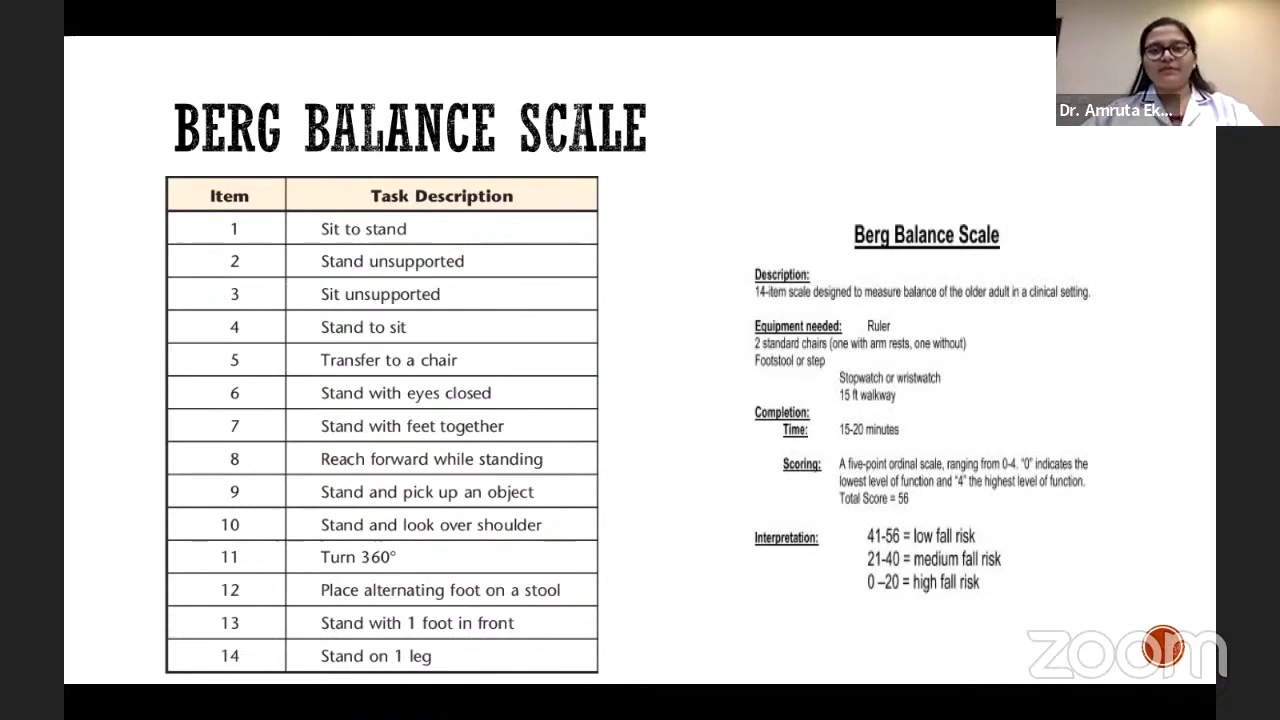 BERG BALANCE SCALE
Item Task Description
1 Sit to stand
2 Stand unsupported
3 Sit unsupported
4 Stand to sit
5 Transfer to a chair
6 Stand with eyes closed
7 Stand with feet together
8 Reach forward while standing
9 Stand and pick up an object
10 Stand and look over shoulder
11 Turn 360°
12 Place alternating foot on a stool
13 Stand with 1 foot in front
14 Stand on 1 leg
Berg Balance Scale
Description:
14-item scale designed to measure balance of the older adult in a clinical setting.
Equipment needed: Ruler
2 standard chairs (one with arm rests, one without)
Footstool or step
Stopwatch or wristwatch
15 ft walkway
Completion:
Time: 15-20 minutes
Scoring: A five-point ordinal scale, ranging from 0-4. "0" indicates the
lowest level of function and "4" the highest level of function.
Total Score = 56
Interpretation: 41-56 = low fall risk
21-40 = medium fall risk
0 –20 = high fall risk
Dr. Amruta Ek...
zoom